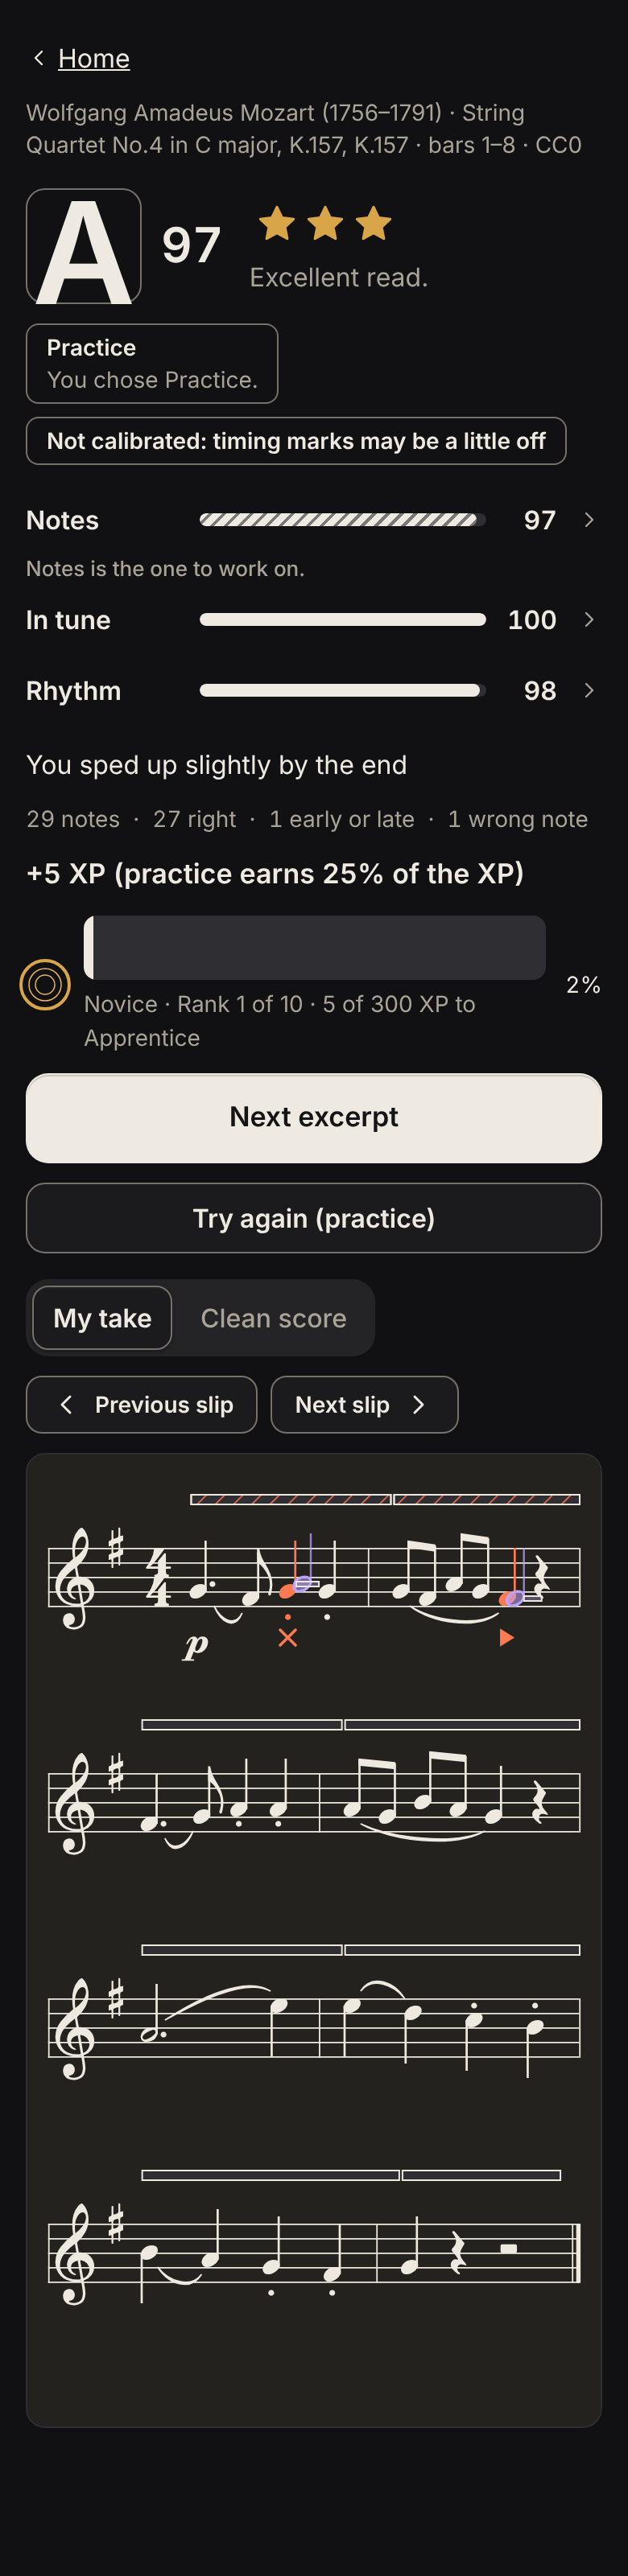 Home
Wolfgang Amadeus Mozart (1756–1791) · String
Quartet No.4 in C major, K.157, K.157 · bars 1–8 · CC0
A
97
Excellent read.
Practice
You chose Practice.
Not calibrated: timing marks may be a little off
Notes 97
Notes is the one to work on.
In tune 100
Rhythm 98
You sped up slightly by the end
29 notes · 27 right · 1 early or late · 1 wrong note
+5 XP (practice earns 25% of the XP)
2%
Novice · Rank 1 of 10 · 5 of 300 XP to
Apprentice
Next excerpt
Try again (practice)
My take Clean score
Previous slip Next slip
4
4
p